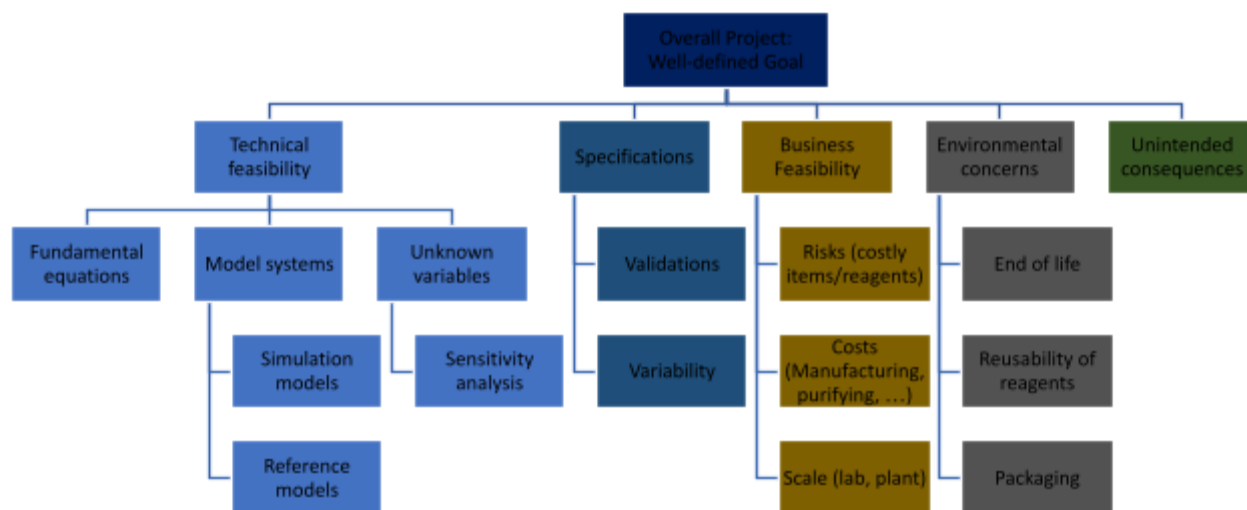 Overall Project:
Well-defined Goal
Technical
feasibility
Specifications
Business
Feasibility
Environmental
concerns
Unintended
consequences
Fundamental
equations
Model systems
Unknown
variables
Validations
Risks (costly
items/reagents)
End of life
Simulation
models
Sensitivity
analysis
Variability
Costs
(Manufacturing,
purifying, ...)
Reusability of
reagents
Reference
models
Scale (lab, plant)
Packaging